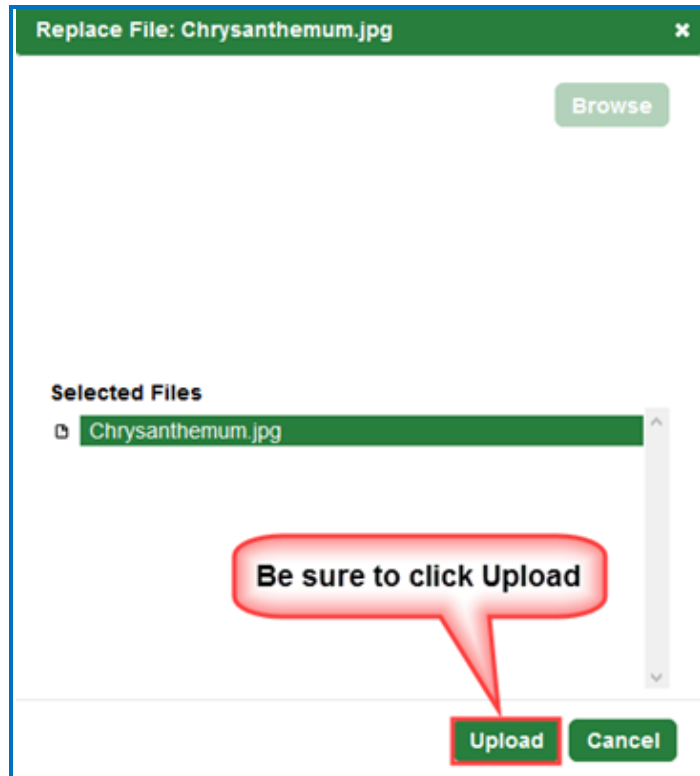 Replace File: Chrysanthemum.jpg
Browse
Selected Files
Chrysanthemum.jpg
Be sure to click Upload
Upload Cancel